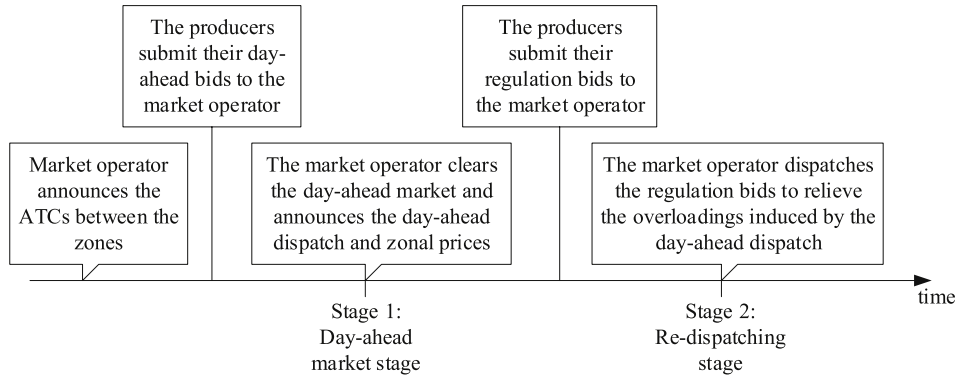 The producers
submit their day-
ahead bids to the
market operator
The producers
submit their
regulation bids to
the market operator
Market operator
announces the
ATCs between the
zones
The market operator clears
the day-ahead market and
announces the day-ahead
dispatch and zonal prices
The market operator dispatches
the regulation bids to relieve
the overloadings induced by the
day-ahead dispatch
time
Stage 1:
Day-ahead
market stage
Stage 2:
Re-dispatching
stage